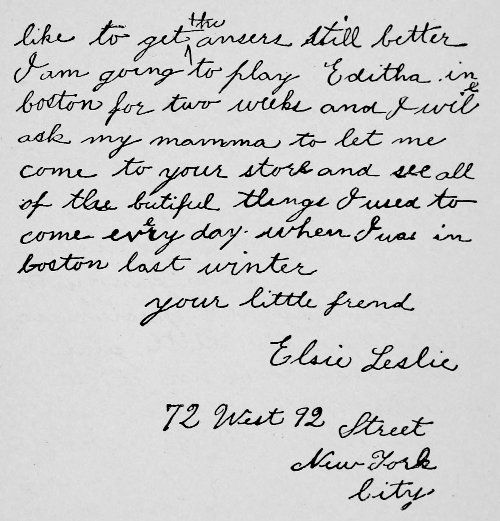 like to get the ansers still better
I am going to play Editha in
boston for two weeks and I will
ask my mamma to let me
come to your store and see all
of the butiful things I used to
come every day when I was in
boston last winter
your little frend
Elsie Leslie
72 West 92 Street
New York
City